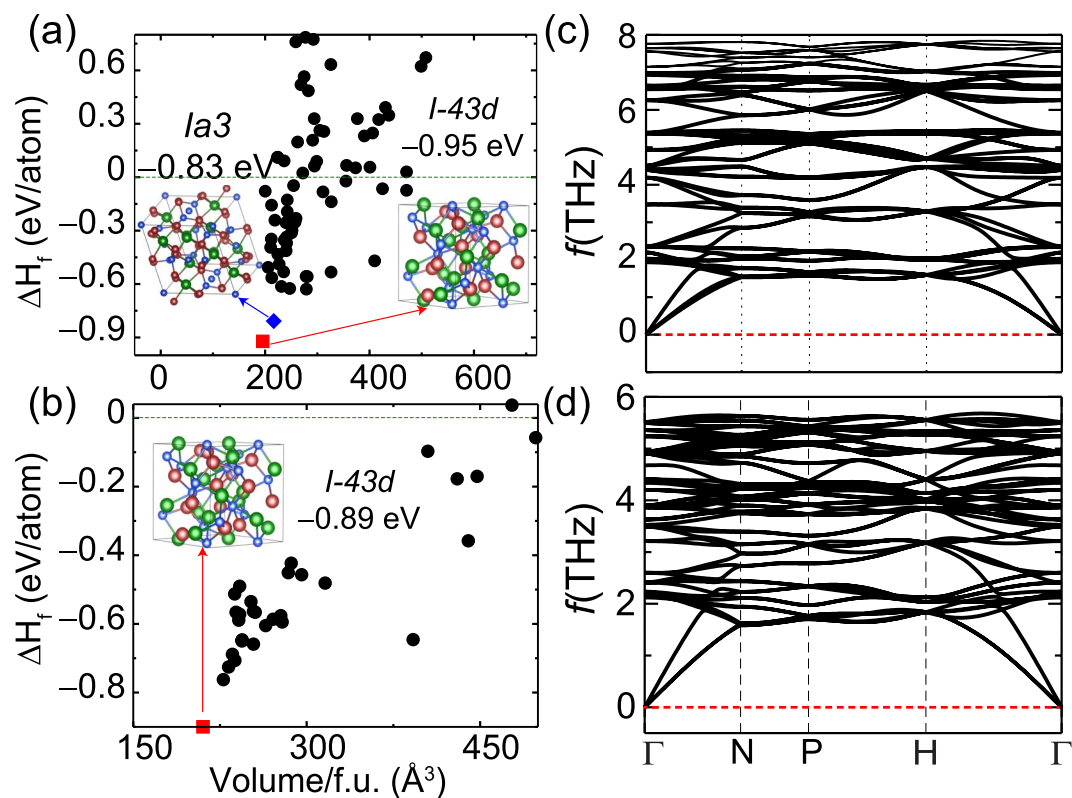 (a)
ΔHf (eV/atom)
0.6
0.3
0
−0.3
−0.6
−0.9
Ia3
−0.83 eV
I-43d
−0.95 eV
0 200 400 600
(b)
ΔHf (eV/atom)
0
−0.2
−0.4
−0.6
−0.8
I-43d
−0.89 eV
150 300 450
Volume/f.u. (Å³)
(c)
f(THz)
8
6
4
2
0
(d)
f(THz)
6
4
2
0
Γ N P H Γ